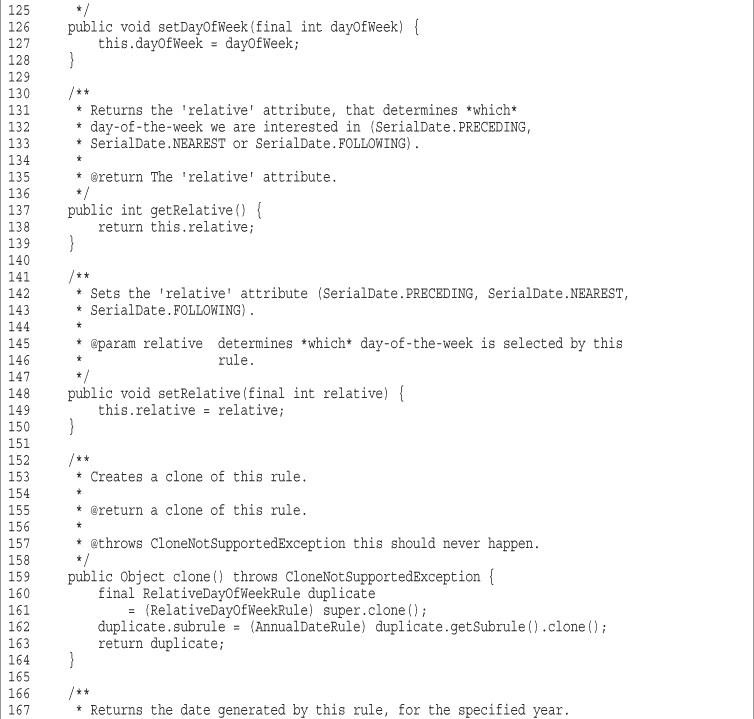 125         */
126     public void setDayOfWeek(final int dayOfWeek) {
127         this.dayOfWeek = dayOfWeek;
128     }
129
130     /**
131      * Returns the 'relative' attribute, that determines *which*
132      * day-of-the-week we are interested in (SerialDate.PRECEDING,
133      * SerialDate.NEAREST or SerialDate.FOLLOWING).
134      *
135      * @return The 'relative' attribute.
136      */
137     public int getRelative() {
138         return this.relative;
139     }
140
141     /**
142      * Sets the 'relative' attribute (SerialDate.PRECEDING, SerialDate.NEAREST,
143      * SerialDate.FOLLOWING).
144      *
145      * @param relative  determines *which* day-of-the-week is selected by this
146      *                  rule.
147      */
148     public void setRelative(final int relative) {
149         this.relative = relative;
150     }
151
152     /**
153      * Creates a clone of this rule.
154      *
155      * @return a clone of this rule.
156      *
157      * @throws CloneNotSupportedException this should never happen.
158      */
159     public Object clone() throws CloneNotSupportedException {
160         final RelativeDayOfWeekRule duplicate
161             = (RelativeDayOfWeekRule) super.clone();
162         duplicate.subrule = (AnnualDateRule) duplicate.getSubrule().clone();
163         return duplicate;
164     }
165
166     /**
167      * Returns the date generated by this rule, for the specified year.